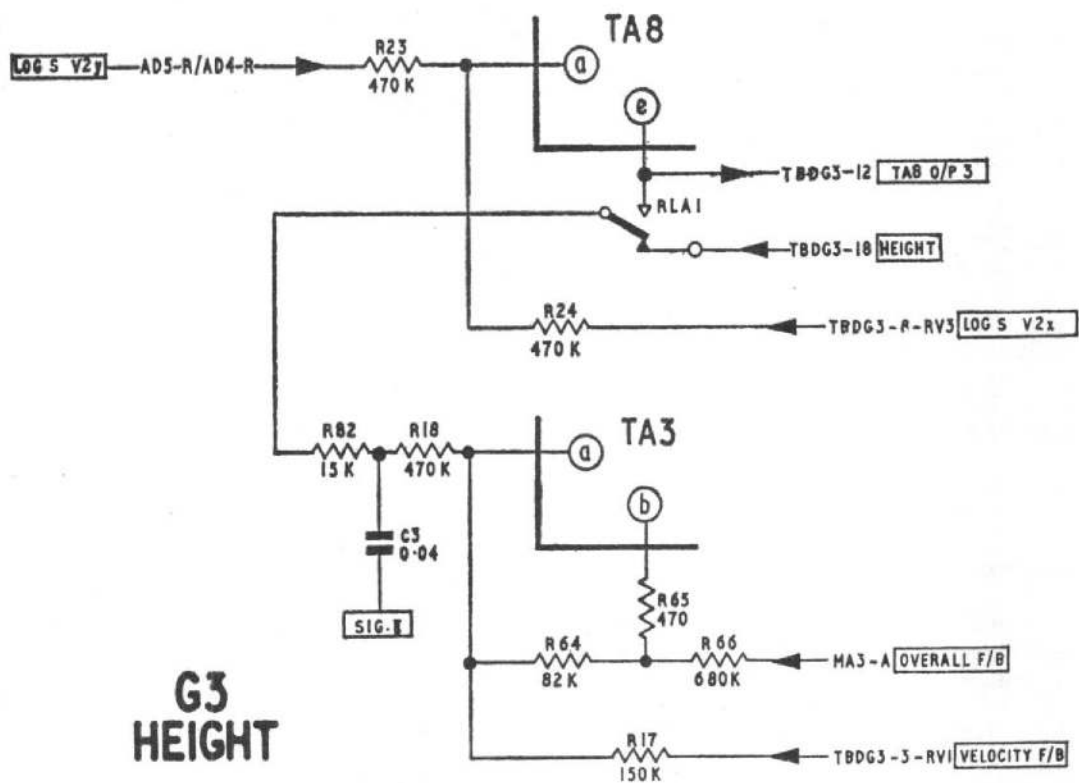 TA8
LOG S V2y AD5-R/AD4-R R23
470 K
a
e
TBDG3-12 TA8 O/P 3
RLA1
TBDG3-18 HEIGHT
R24
470 K
TBDG3-R-RV3 LOG S V2x
TA3
R82 R18
15 K 470 K
a
b
C3
0·04
SIG. E
R65
470
R64 R66
82 K 680K
MA3-A OVERALL F/B
G3
HEIGHT
R17
150K
TBDG3-3-RV1 VELOCITY F/B